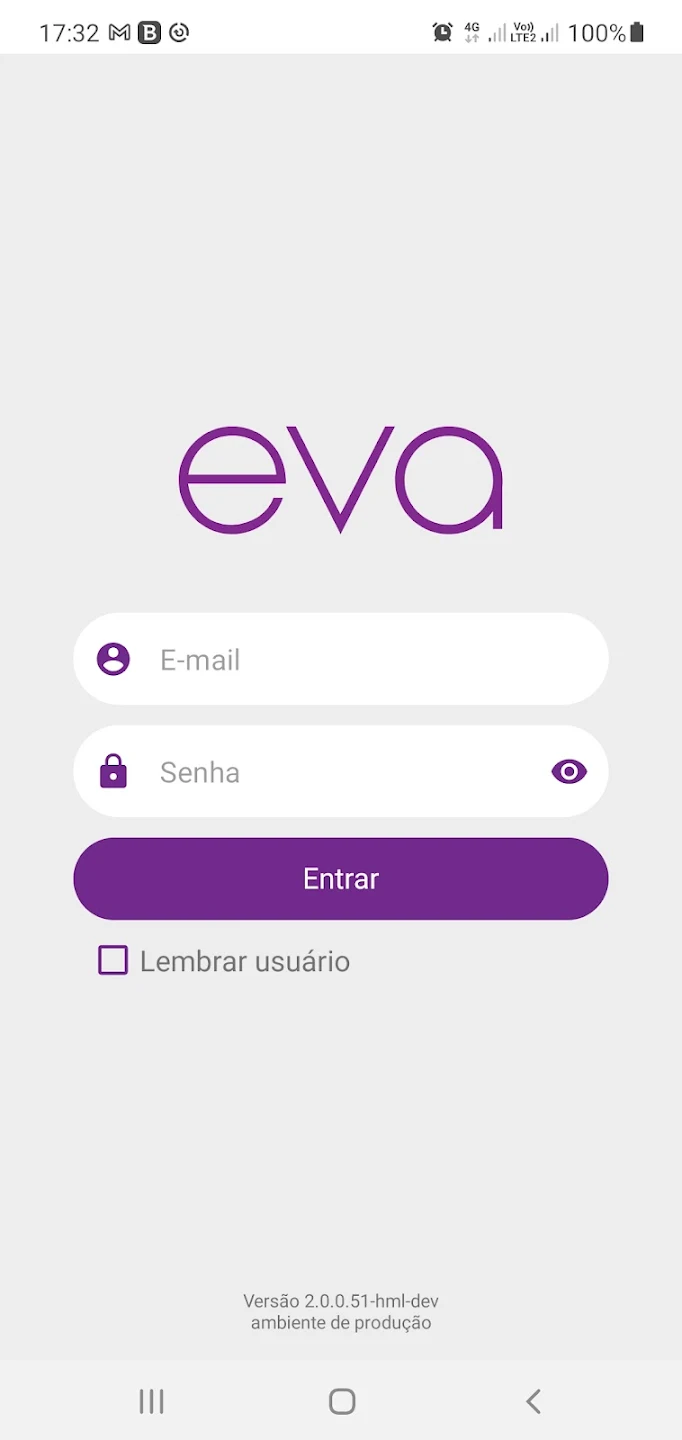 17:32 4G Vo)) LTE2 100%
eva
E-mail
Senha
Entrar
Lembrar usuário
Versão 2.0.0.51-hml-dev
ambiente de produção